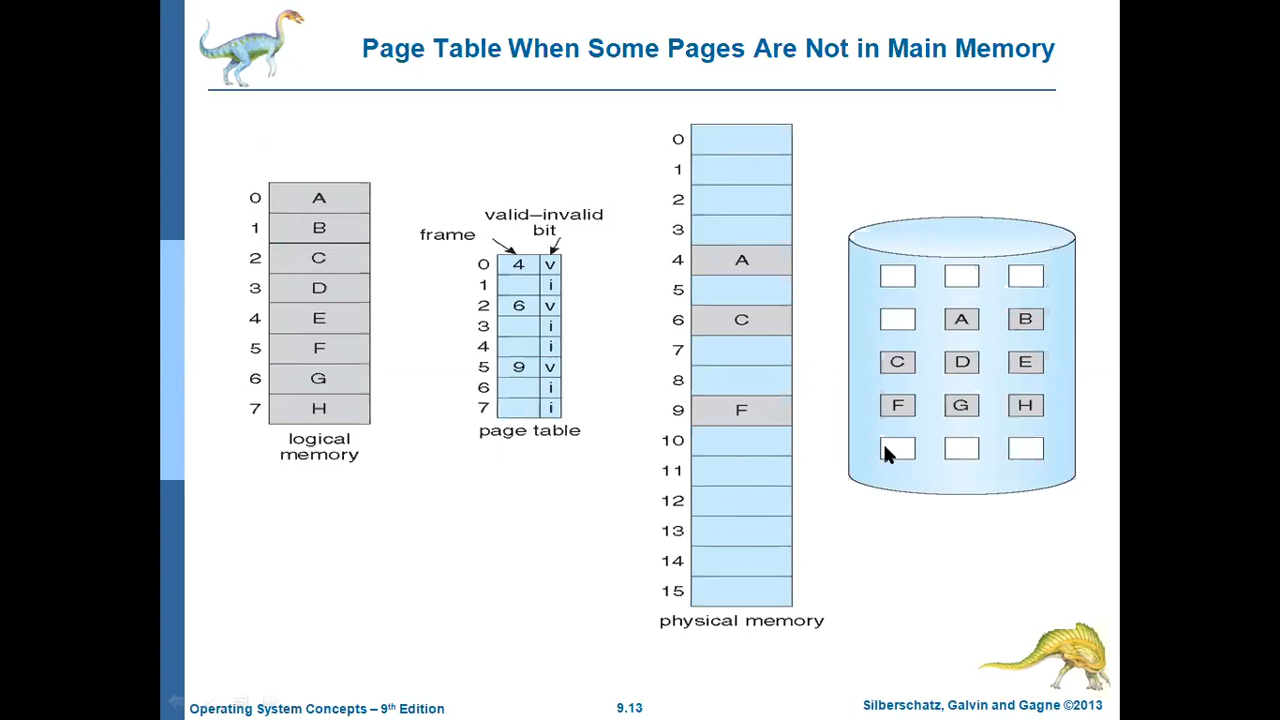 Page Table When Some Pages Are Not in Main Memory
0 A
1 B
2 C
3 D
4 E
5 F
6 G
7 H
logical
memory
valid–invalid
bit
frame
0 4 v
1 i
2 6 v
3 i
4 i
5 9 v
6 i
7 i
page table
0
1
2
3
4 A
5
6 C
7
8
9 F
10
11
12
13
14
15
physical memory
A B
C D E
F G H
Operating System Concepts – 9th Edition
9.13
Silberschatz, Galvin and Gagne ©2013